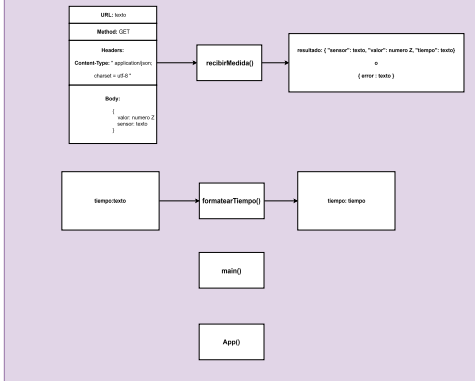 URL: texto
Method: GET
Headers:
Content-Type: " application/json;
charset = utf-8 "
Body:
{
valor: numero Z,
sensor: texto
}
recibirMedida()
resultado: { "sensor": texto, "valor": numero Z, "tiempo": texto}
o
{ error : texto }
tiempo:texto
formatearTiempo()
tiempo: tiempo
main()
App()